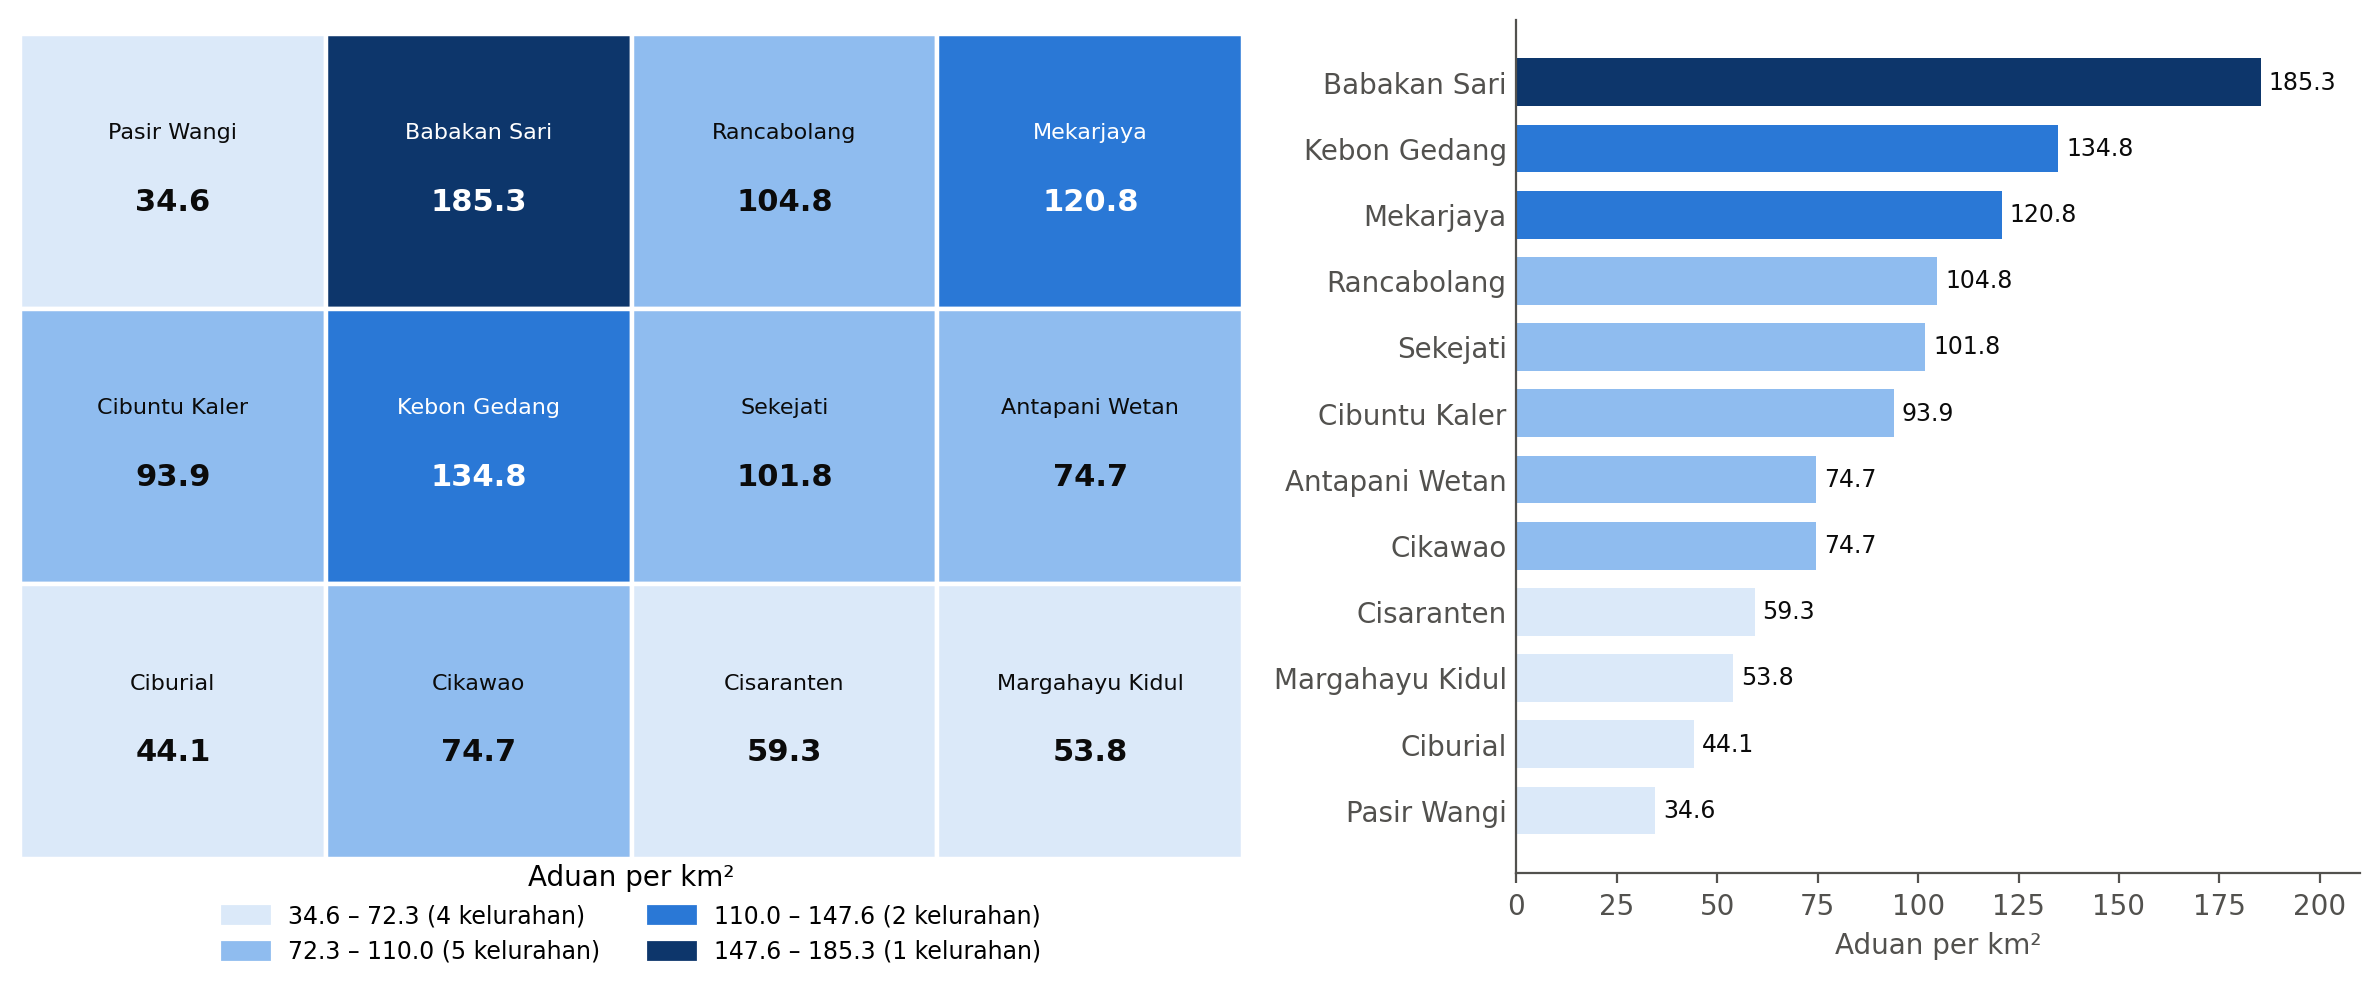 Pasir Wangi
34.6
Babakan Sari
185.3
Rancabolang
104.8
Mekarjaya
120.8
Cibuntu Kaler
93.9
Kebon Gedang
134.8
Sekejati
101.8
Antapani Wetan
74.7
Ciburial
44.1
Cikawao
74.7
Cisaranten
59.3
Margahayu Kidul
53.8
Aduan per km²
34.6 – 72.3 (4 kelurahan)
72.3 – 110.0 (5 kelurahan)
110.0 – 147.6 (2 kelurahan)
147.6 – 185.3 (1 kelurahan)
Babakan Sari 185.3
Kebon Gedang 134.8
Mekarjaya 120.8
Rancabolang 104.8
Sekejati 101.8
Cibuntu Kaler 93.9
Antapani Wetan 74.7
Cikawao 74.7
Cisaranten 59.3
Margahayu Kidul 53.8
Ciburial 44.1
Pasir Wangi 34.6
0 25 50 75 100 125 150 175 200
Aduan per km²